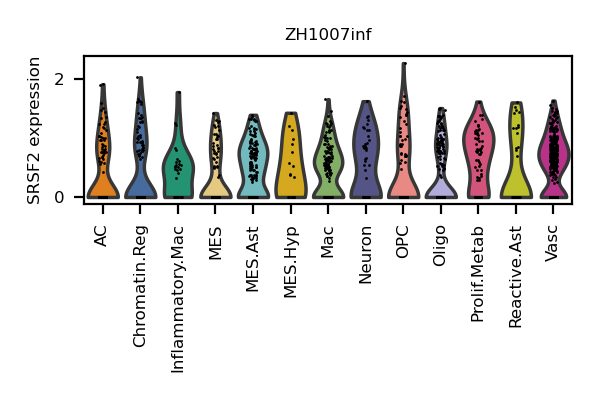 ZH1007inf
SRSF2 expression
2
0
AC
Chromatin.Reg
Inflammatory.Mac
MES
MES.Ast
MES.Hyp
Mac
Neuron
OPC
Oligo
Prolif.Metab
Reactive.Ast
Vasc